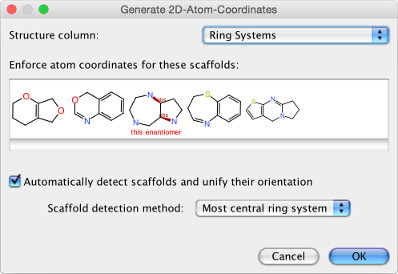 Generate 2D-Atom-Coordinates
Structure column: Ring Systems
Enforce atom coordinates for these scaffolds:
O O O N N N N S N S N N
this enantiomer
Automatically detect scaffolds and unify their orientation
Scaffold detection method: Most central ring system
Cancel OK